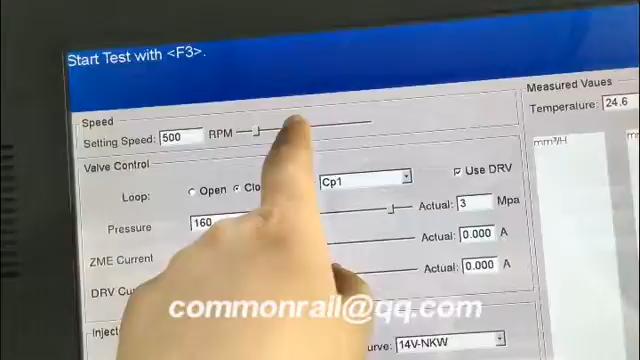 Start Test with <F3>.
Speed
Setting Speed: 500 RPM
Valve Control
Loop: Open Cp1 Use DRV
Pressure 160 Actual: 3 Mpa
ZME Current Actual: 0.000 A
DRV Actual: 0.000 A
14V-NKW
Measured Vaues
Temperature: 24.6
mm³/H
commonrail@qq.com